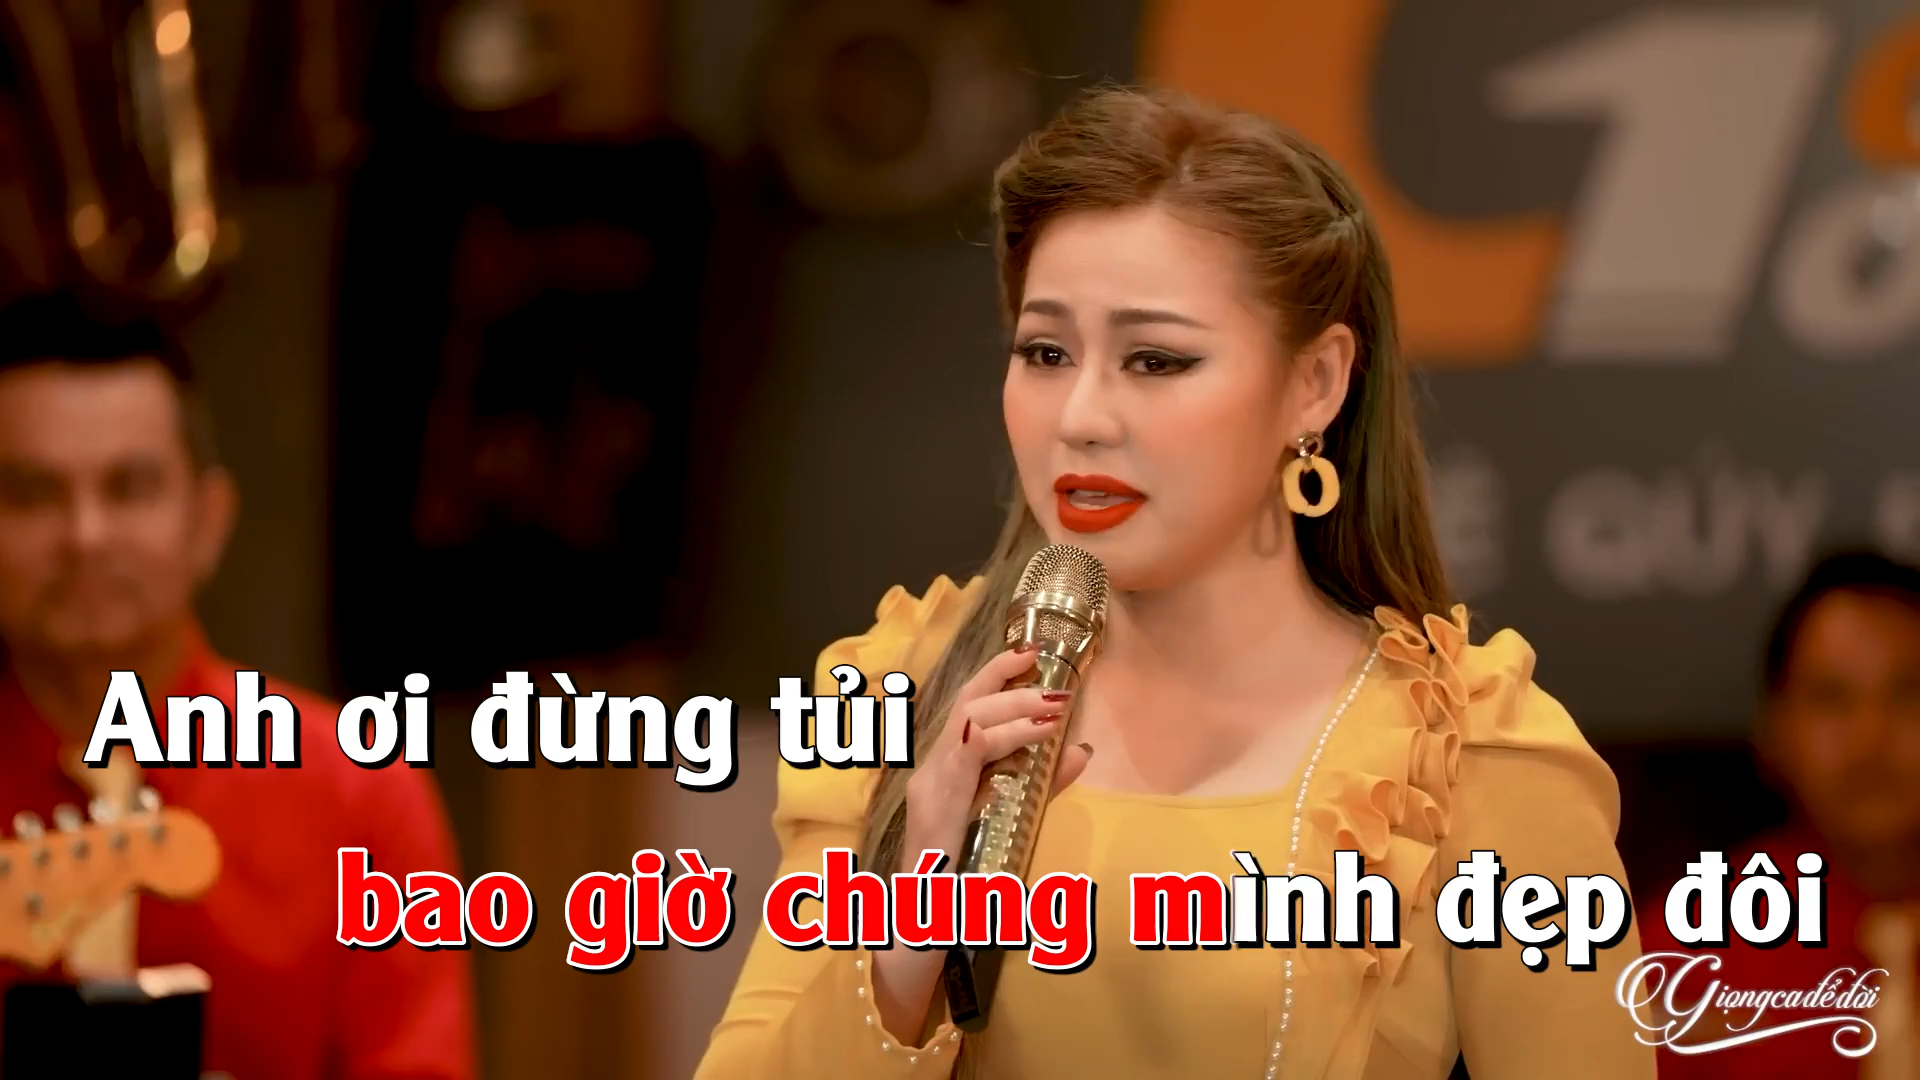 Anh ơi đừng tủi
bao giờ chúng mình đẹp đôi
Giọngcađểđời